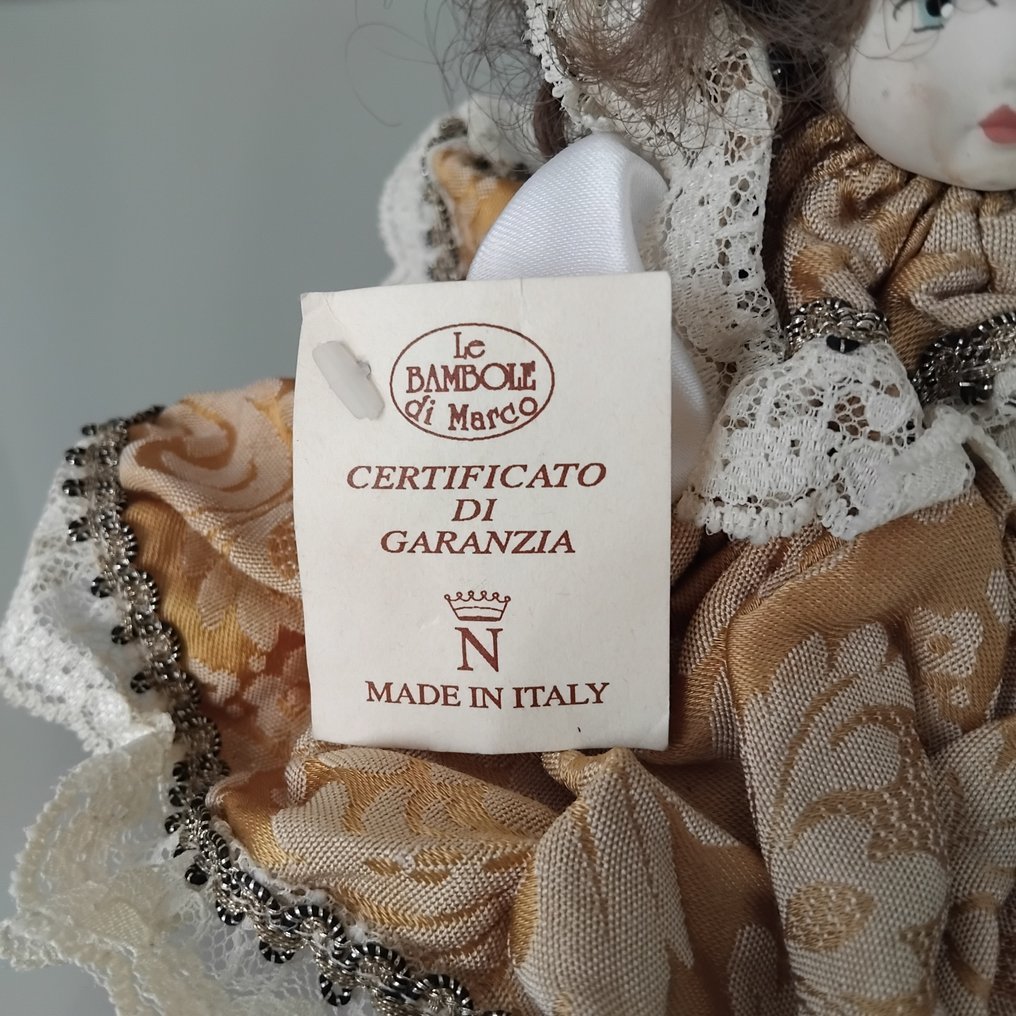 Le
BAMBOLE
di Marco
CERTIFICATO
DI
GARANZIA
N
MADE IN ITALY